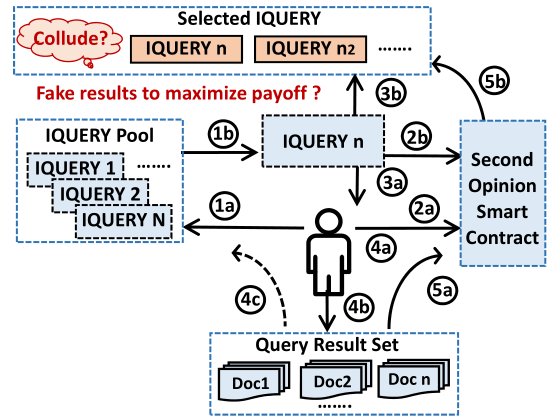 Selected IQUERY
Collude?
IQUERY n
IQUERY n2
.......
Fake results to maximize payoff ?
3b
5b
IQUERY Pool
1b
IQUERY n
2b
IQUERY 1
.......
IQUERY 2
IQUERY N
3a
Second
Opinion
Smart
Contract
1a
2a
4a
4c
4b
5a
Query Result Set
Doc1
Doc2
Doc n
.......